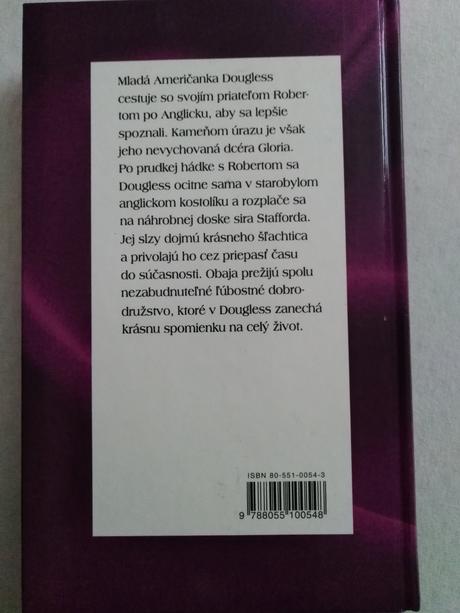 Mladá Američanka Dougless
cestuje so svojím priateľom Rober-
tom po Anglicku, aby sa lepšie
spoznali. Kameňom úrazu je však
jeho nevychovaná dcéra Gloria.
Po prudkej hádke s Robertom sa
Dougless ocitne sama v starobylom
anglickom kostolíku a rozplače sa
na náhrobnej doske sira Stafforda.
Jej slzy dojmú krásneho šľachtica
a privolajú ho cez priepasť času
do súčasnosti. Obaja prežijú spolu
nezabudnuteľné ľúbostné dobro-
družstvo, ktoré v Dougless zanechá
krásnu spomienku na celý život.
ISBN 80-551-0054-3
9 788055 100548